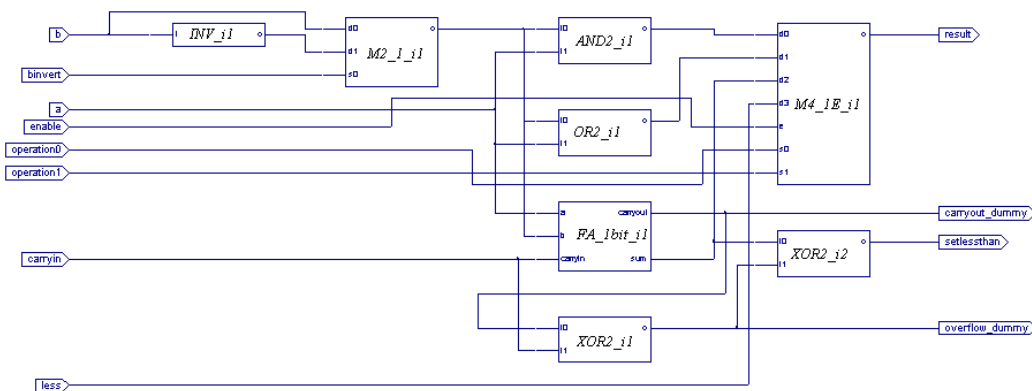 b
I
INV_i1
o
d0
d1
s0
M2_1_i1
o
I0
I1
AND2_i1
o
d0
d1
d2
d3
e
s0
s1
M4_1E_i1
o
result
binvert
a
enable
operation0
operation1
I0
I1
OR2_i1
o
a
b
carryin
carryout
FA_1bit_i1
sum
carryout_dummy
I0
I1
XOR2_i2
o
setlessthan
carryin
I0
I1
XOR2_i1
o
overflow_dummy
less